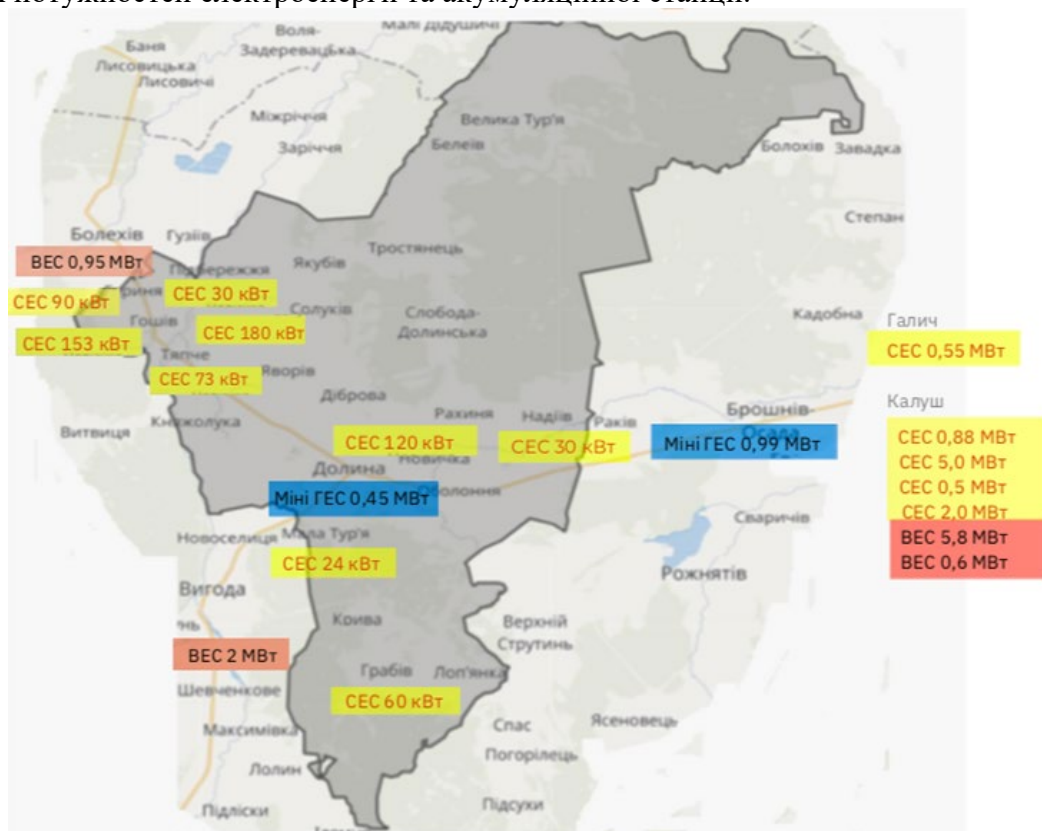 потужностей електроенергії та акумуляційної станції.
Малі Дідушичі
Воля-
Задеревацька
Баня
Лисовицька
Лисовичі
Міжріччя
Заріччя
Велика Тур'я
Белеїв
Болохів
Завадка
Степан
Болехів
Гузіїв
Тростянець
ВЕС 0,95 МВт
Підбережжя
Якубів
СЕС 90 кВт
СЕС 30 кВт
Солуків
Слобода-
Долинська
Кадобна
Гошів
СЕС 180 кВт
Галич
СЕС 153 кВт
СЕС 0,55 МВт
Тяпче
СЕС 73 кВт
Яворів
Діброва
Калуш
Витвиця
Княжолука
Рахиня
Надіїв
Раків
Брошнів-
Осада
СЕС 120 кВт
СЕС 30 кВт
Міні ГЕС 0,99 МВт
СЕС 0,88 МВт
СЕС 5,0 МВт
СЕС 0,5 МВт
СЕС 2,0 МВт
ВЕС 5,8 МВт
ВЕС 0,6 МВт
Новичка
Долина
Міні ГЕС 0,45 МВт
Оболоння
Сваричів
Новоселиця
Мала Тур'я
СЕС 24 кВт
Рожнятів
Вигода
Крива
Верхній
Струтинь
ВЕС 2 МВт
Грабів
Лоп'янка
Шевченкове
СЕС 60 кВт
Максимівка
Спас
Ясеновець
Погорілець
Лолин
Підліски
Підсухи